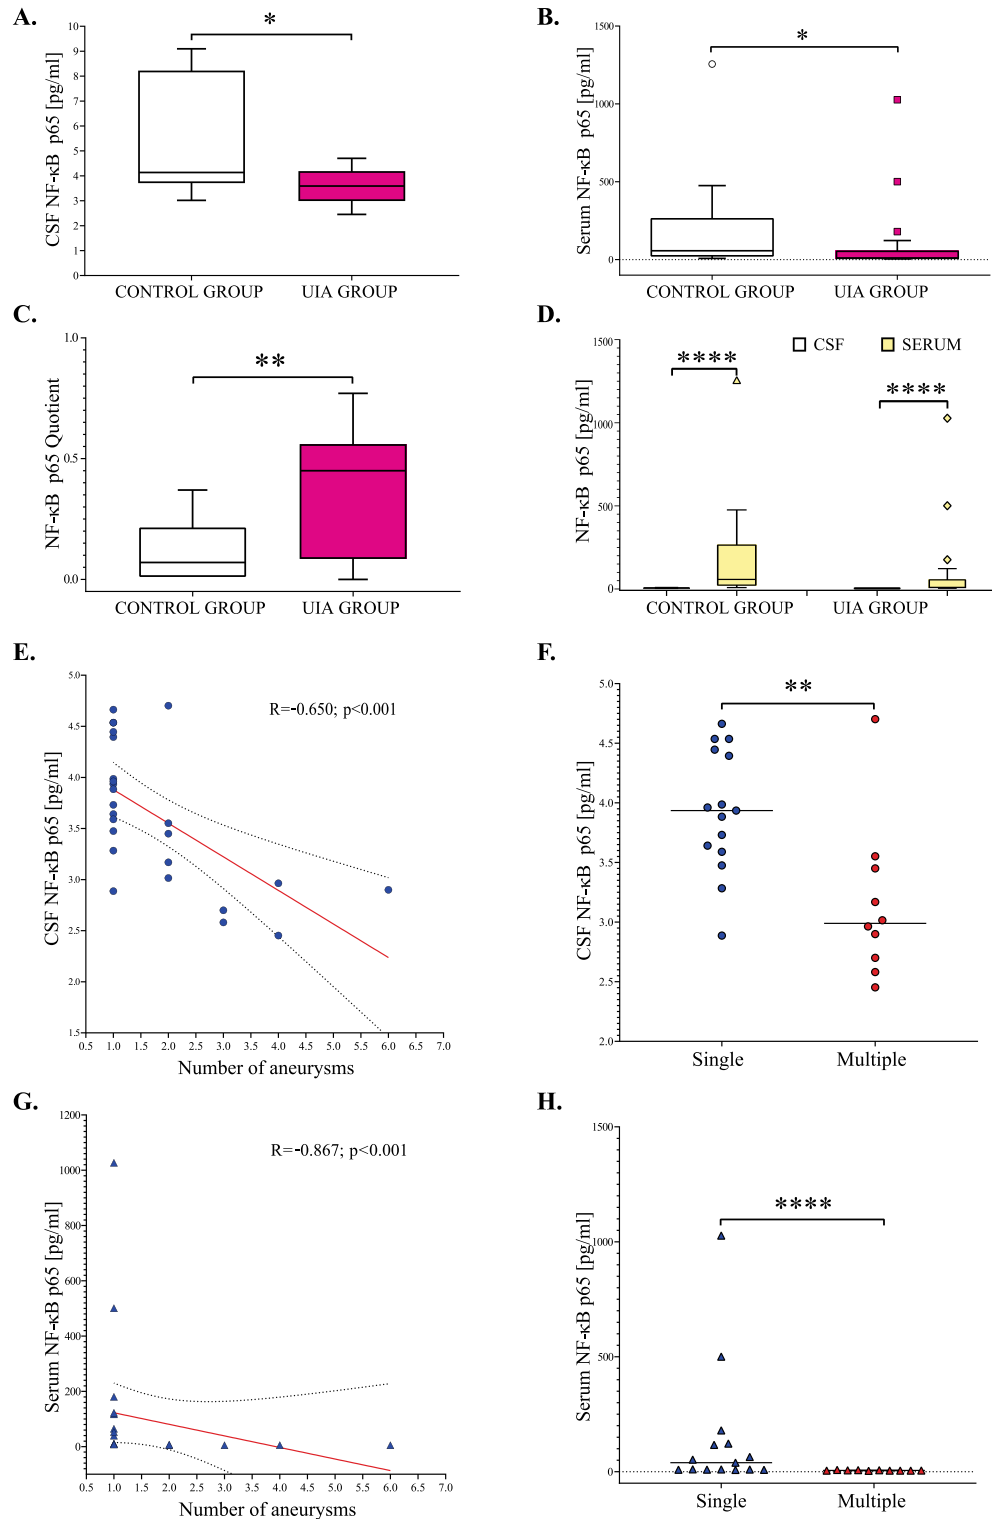 A.
*
CSF NF-κB p65 [pg/ml]
10
9
8
7
6
5
4
3
2
1
0
CONTROL GROUP UIA GROUP
B.
*
Serum NF-κB p65 [pg/ml]
1500
1000
500
0
CONTROL GROUP UIA GROUP
C.
**
NF-κB p65 Quotient
1.0
0.5
0.0
CONTROL GROUP UIA GROUP
D.
CSF SERUM
**** ****
NF-κB p65 [pg/ml]
1500
1000
500
0
CONTROL GROUP UIA GROUP
E.
R=-0.650; p<0.001
CSF NF-κB p65 [pg/ml]
5.0
4.5
4.0
3.5
3.0
2.5
2.0
1.5
0.5 1.0 1.5 2.0 2.5 3.0 3.5 4.0 4.5 5.0 5.5 6.0 6.5 7.0
Number of aneurysms
F.
**
CSF NF-κB p65 [pg/ml]
5.0
4.5
4.0
3.5
3.0
2.5
2.0
Single Multiple
G.
R=-0.867; p<0.001
Serum NF-κB p65 [pg/ml]
1200
1000
800
600
400
200
0
0.5 1.0 1.5 2.0 2.5 3.0 3.5 4.0 4.5 5.0 5.5 6.0 6.5 7.0
Number of aneurysms
H.
****
Serum NF-κB p65 [pg/ml]
1500
1000
500
0
Single Multiple